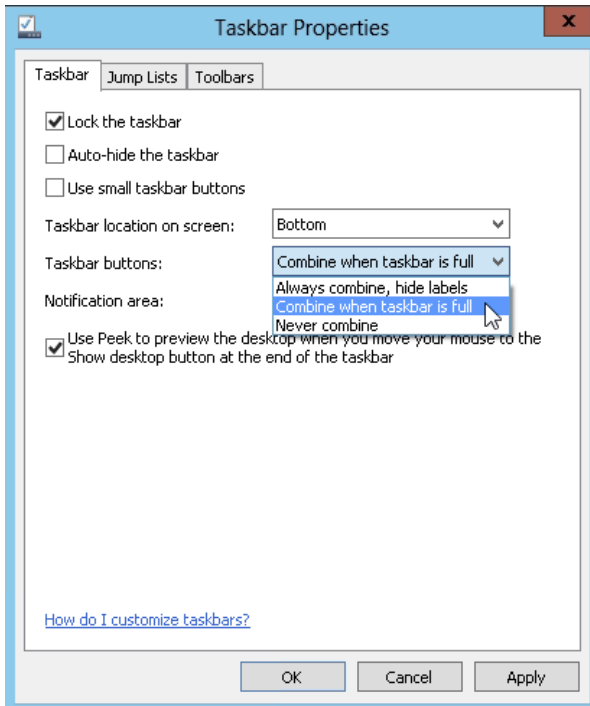 Taskbar Properties
x
Taskbar
Jump Lists
Toolbars
Lock the taskbar
Auto-hide the taskbar
Use small taskbar buttons
Taskbar location on screen: Bottom
Taskbar buttons: Combine when taskbar is full
Always combine, hide labels
Notification area: Combine when taskbar is full
Never combine
Use Peek to preview the desktop when you move your mouse to the
Show desktop button at the end of the taskbar
How do I customize taskbars?
OK
Cancel
Apply